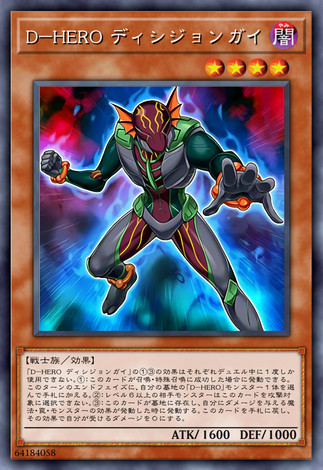 D－HERO ディシジョンガイ
闇
【戦士族／効果】
「D－HERO ディシジョンガイ」の①③の効果はそれぞれデュエル中に1度しか
使用できない。①：このカードが召喚・特殊召喚に成功した場合に発動できる。
このターンのエンドフェイズに、自分の墓地の「D－HERO」モンスター１体を選
んで手札に加える。②：レベル６以上の相手モンスターはこのカードを攻撃対
象に選択できない。③：このカードが墓地に存在し、自分にダメージを与える魔
法・罠・モンスターの効果が発動した時に発動する。このカードを手札に戻し、
その効果で自分が受けるダメージを０にする。
ATK/1600 DEF/1000
64184058